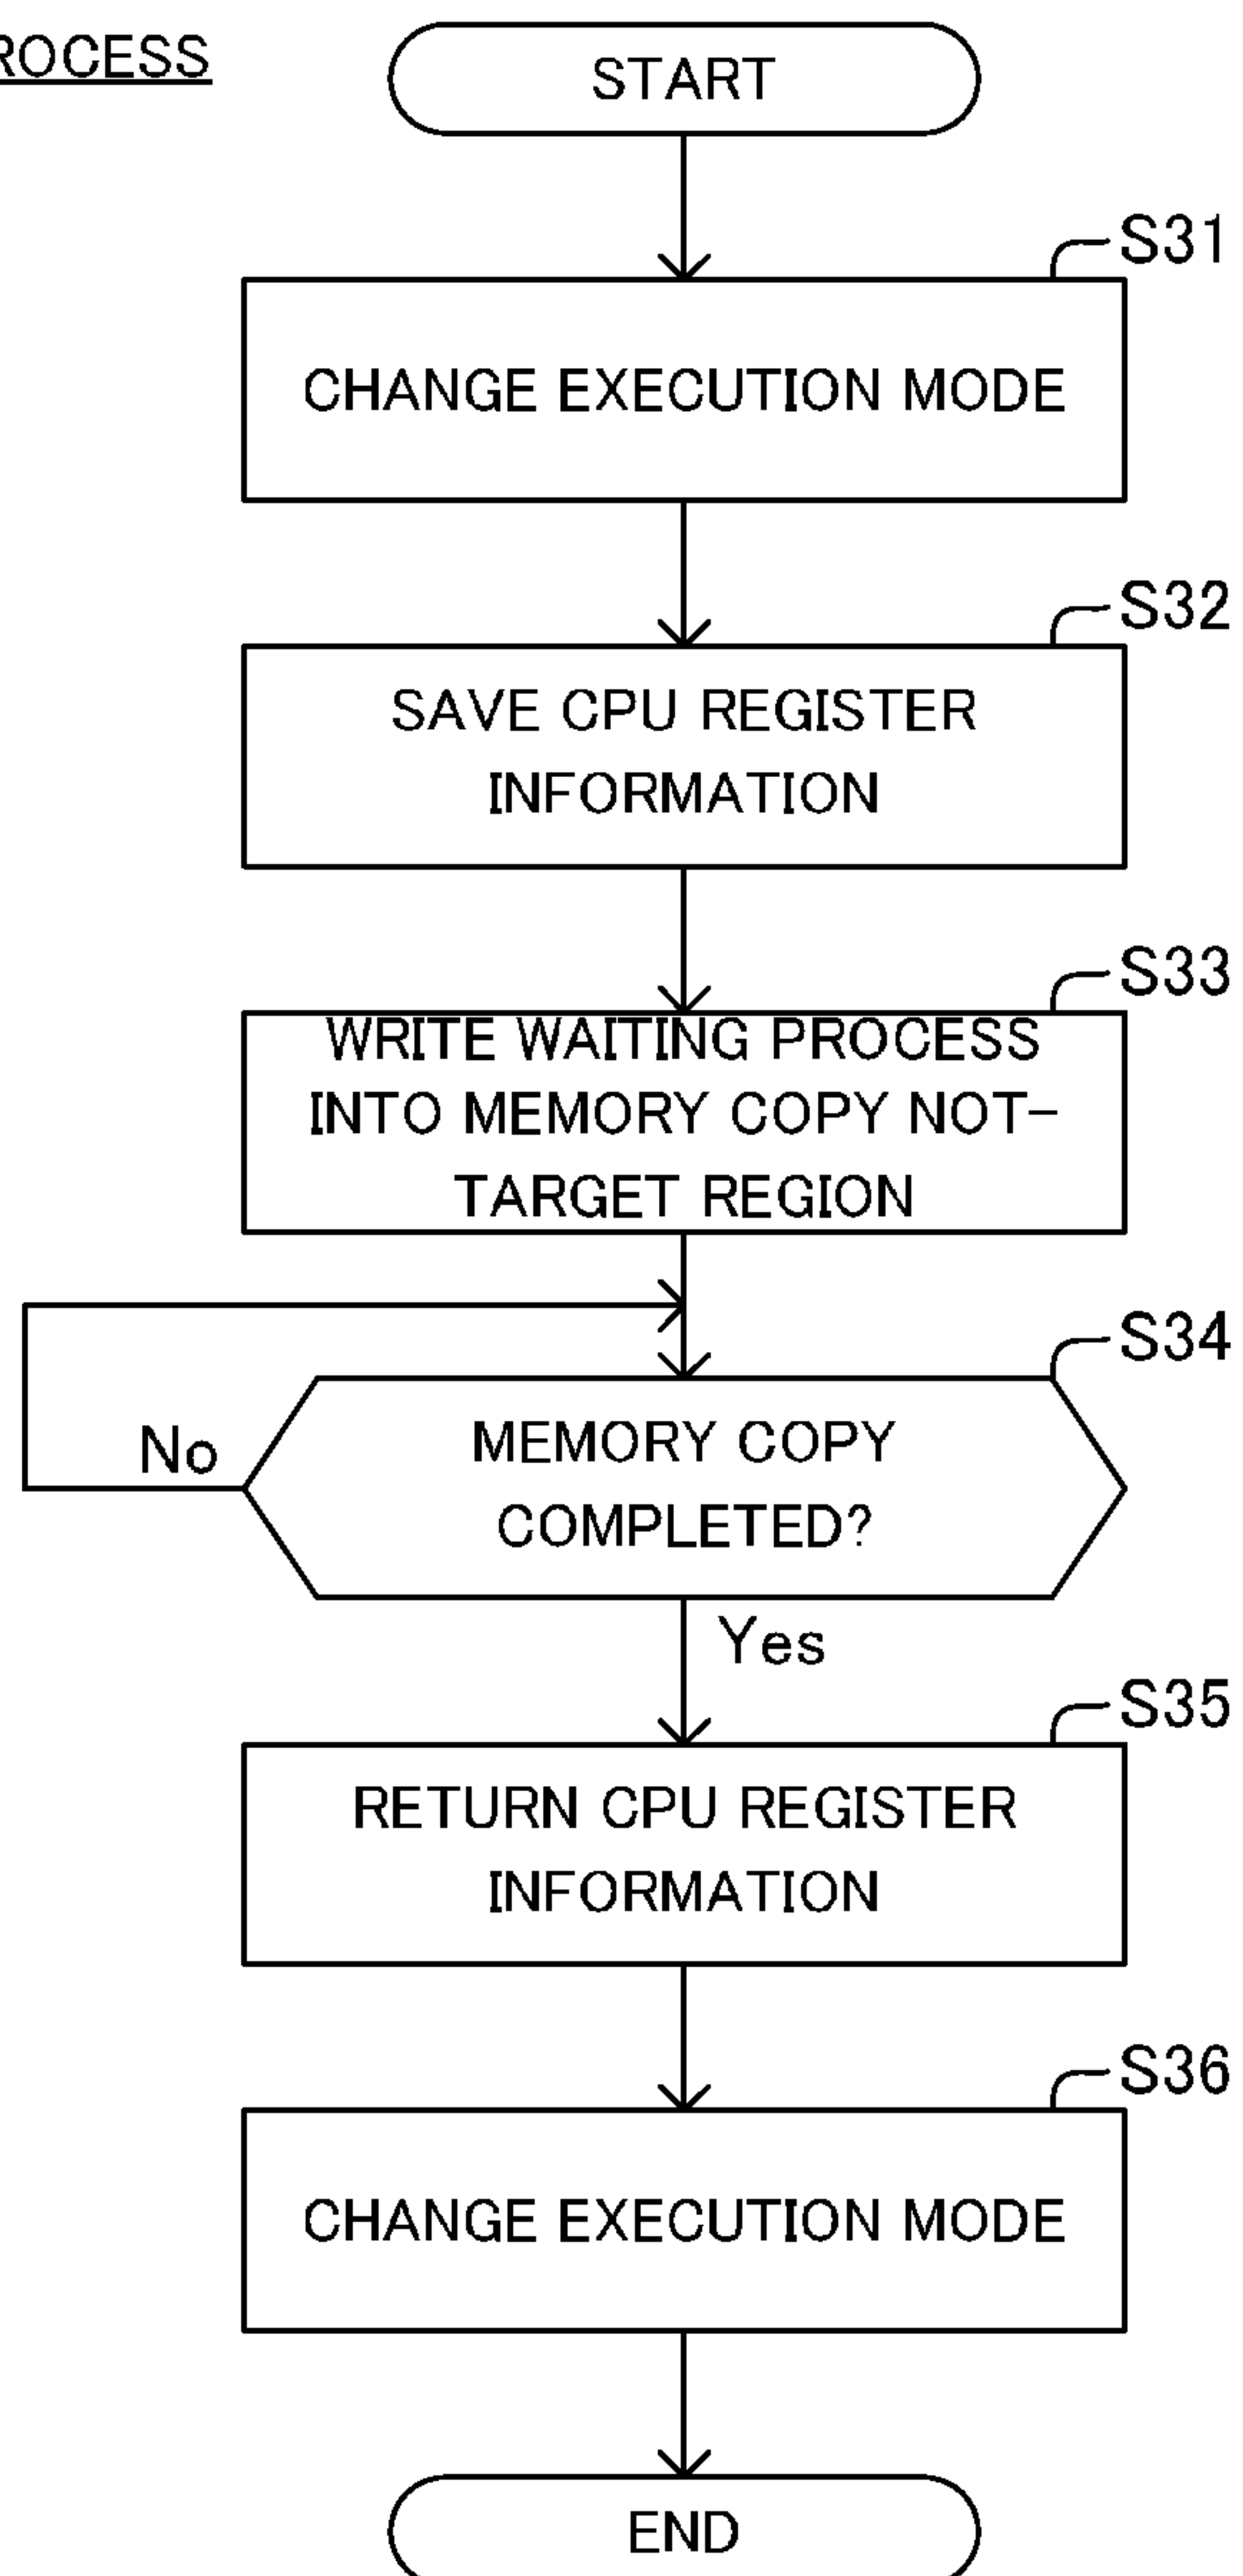 ROCESS
START
S31
CHANGE EXECUTION MODE
S32
SAVE CPU REGISTER
INFORMATION
S33
WRITE WAITING PROCESS
INTO MEMORY COPY NOT-
TARGET REGION
S34
MEMORY COPY
COMPLETED?
No
Yes
S35
RETURN CPU REGISTER
INFORMATION
S36
CHANGE EXECUTION MODE
END